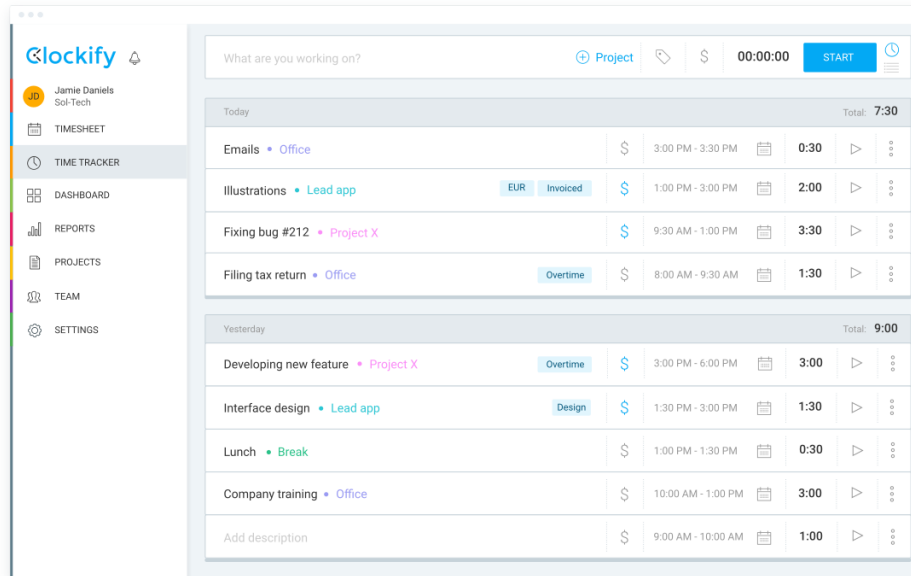 Clockify
JD
Jamie Daniels
Sol-Tech
TIMESHEET
TIME TRACKER
DASHBOARD
REPORTS
PROJECTS
TEAM
SETTINGS
What are you working on? Project $ 00:00:00 START
Today Total: 7:30
Emails • Office $ 3:00 PM - 3:30 PM 0:30
Illustrations • Lead app EUR Invoiced $ 1:00 PM - 3:00 PM 2:00
Fixing bug #212 • Project X $ 9:30 AM - 1:00 PM 3:30
Filing tax return • Office Overtime $ 8:00 AM - 9:30 AM 1:30
Yesterday Total: 9:00
Developing new feature • Project X Overtime $ 3:00 PM - 6:00 PM 3:00
Interface design • Lead app Design $ 1:30 PM - 3:00 PM 1:30
Lunch • Break $ 1:00 PM - 1:30 PM 0:30
Company training • Office $ 10:00 AM - 1:00 PM 3:00
Add description $ 9:00 AM - 10:00 AM 1:00